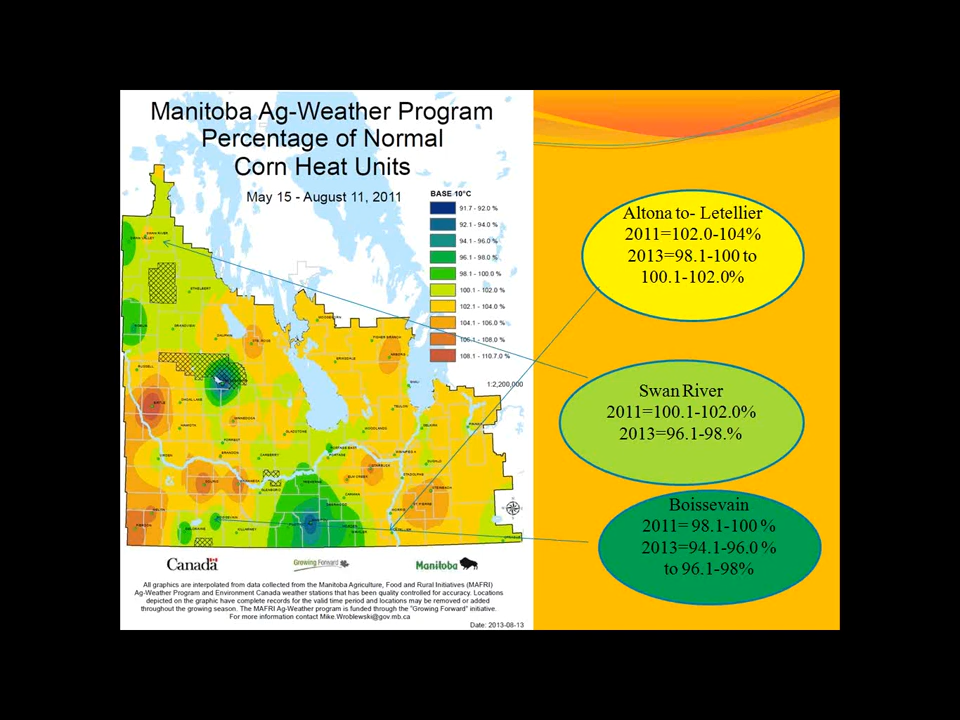 Manitoba Ag-Weather Program
Percentage of Normal
Corn Heat Units
May 15 - August 11, 2011
BASE 10°C
91.7 - 92.0 %
92.1 - 94.0 %
94.1 - 96.0 %
96.1 - 98.0 %
98.1 - 100.0 %
100.1 - 102.0 %
102.1 - 104.0 %
104.1 - 106.0 %
106.1 - 108.0 %
108.1 - 110.7.0 %
1:2,200,000
Altona to- Letellier
2011=102.0-104%
2013=98.1-100 to
100.1-102.0%
Swan River
2011=100.1-102.0%
2013=96.1-98.%
Boissevain
2011= 98.1-100 %
2013=94.1-96.0 %
to 96.1-98%
Canada
Growing Forward
Manitoba
All graphics are interpolated from data collected from the Manitoba Agriculture, Food and Rural Initiatives (MAFRI)
Ag-Weather Program and Environment Canada weather stations that has been quality controlled for accuracy. Locations
depicted on the graphic have complete records for the valid time period and locations may be removed or added
throughout the growing season. The MAFRI Ag-Weather program is funded through the "Growing Forward" initiative.
For more information contact Mike.Wroblewski@gov.mb.ca
Date: 2013-08-13